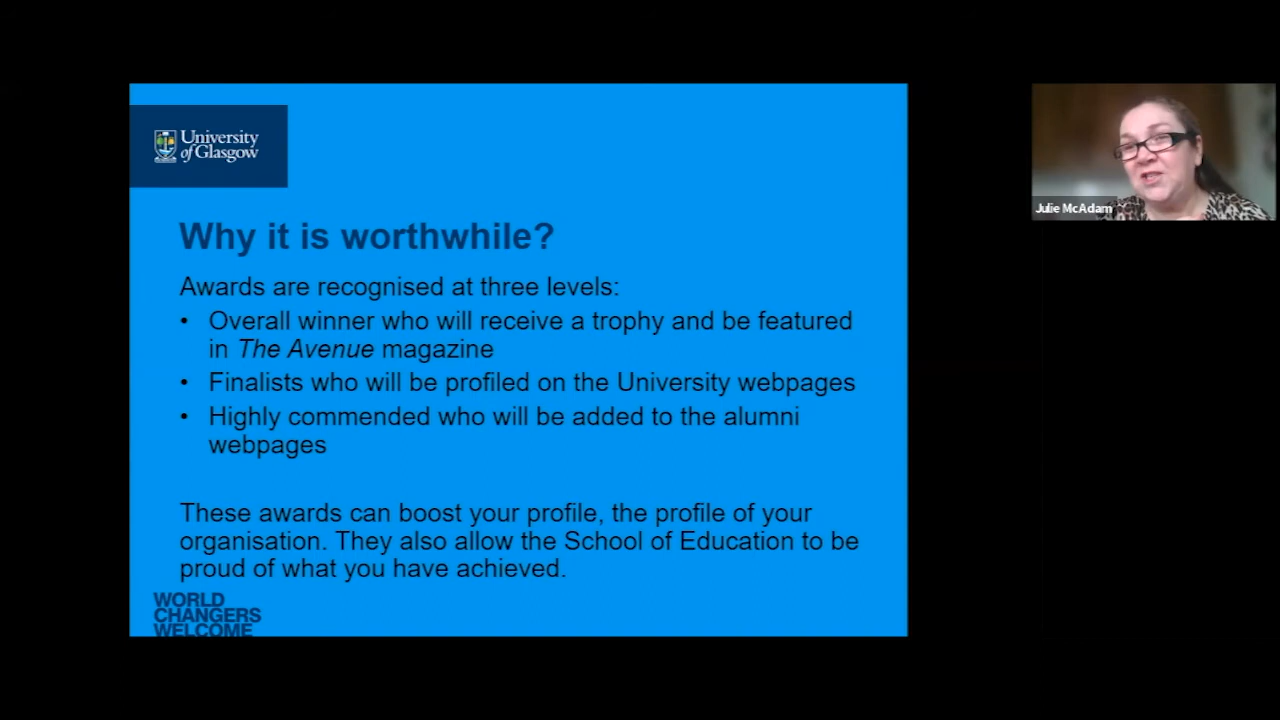 University
of Glasgow
Why it is worthwhile?
Awards are recognised at three levels:
• Overall winner who will receive a trophy and be featured
in The Avenue magazine
• Finalists who will be profiled on the University webpages
• Highly commended who will be added to the alumni
webpages
These awards can boost your profile, the profile of your
organisation. They also allow the School of Education to be
proud of what you have achieved.
WORLD
CHANGERS
WELCOME
Julie McAdam